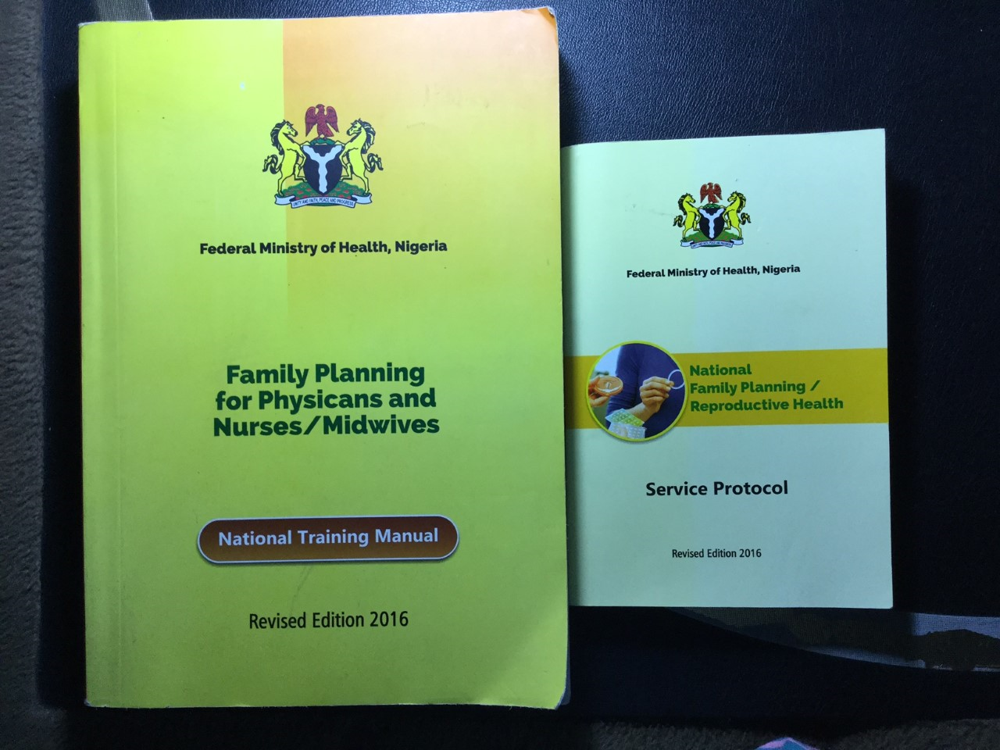 UNITY AND FAITH, PEACE AND PROGRESS
Federal Ministry of Health, Nigeria
Family Planning
for Physicans and
Nurses/Midwives
National Training Manual
Revised Edition 2016
Federal Ministry of Health, Nigeria
National
Family Planning /
Reproductive Health
Service Protocol
Revised Edition 2016